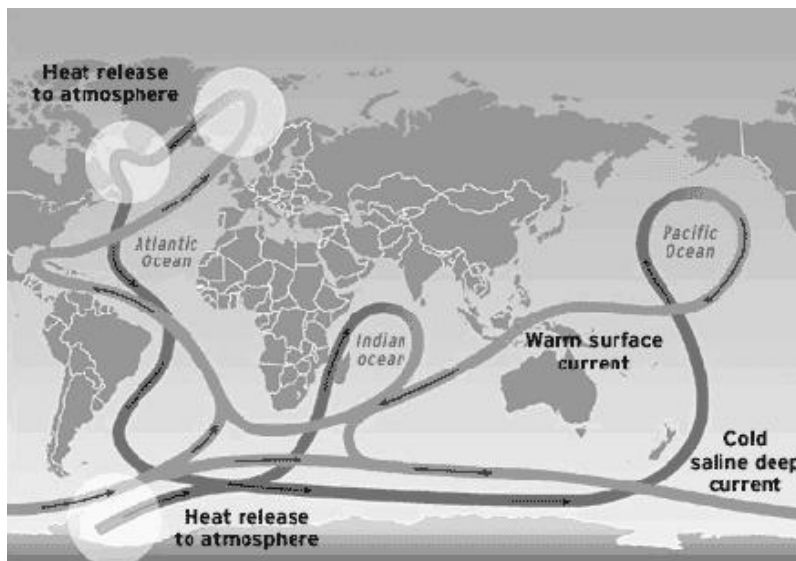 Heat release
to atmosphere
Atlantic
Ocean
Pacific
Ocean
Indian
ocean
Warm surface
current
Cold
saline deep
current
Heat release
to atmosphere